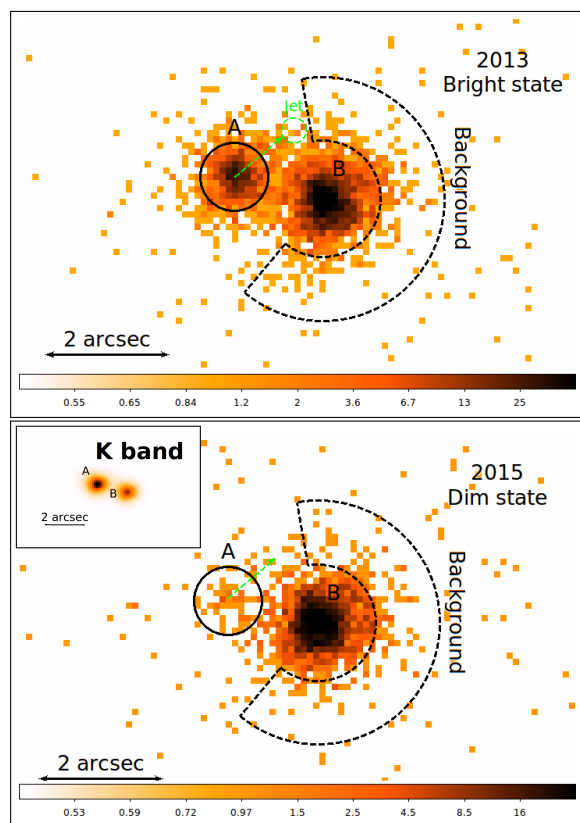 2013
Bright state
Jet
A
B
Background
2 arcsec
0.55 0.65 0.84 1.2 2 3.6 6.7 13 25
K band
A
B
2 arcsec
2015
Dim state
A
B
Background
2 arcsec
0.53 0.59 0.72 0.97 1.5 2.5 4.5 8.5 16